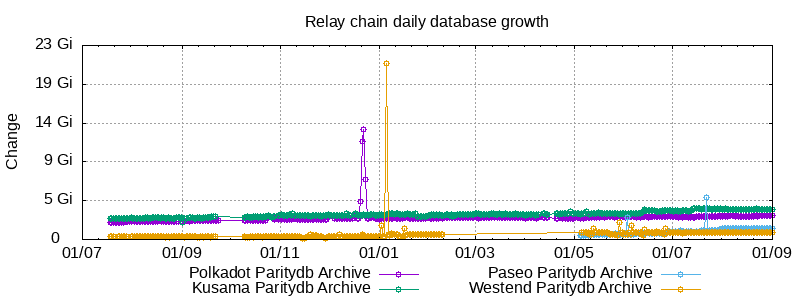 Relay chain daily database growth
23 Gi
19 Gi
14 Gi
9 Gi
5 Gi
0
Change
01/07 01/09 01/11 01/01 01/03 01/05 01/07 01/09
Polkadot Paritydb Archive Paseo Paritydb Archive
Kusama Paritydb Archive Westend Paritydb Archive